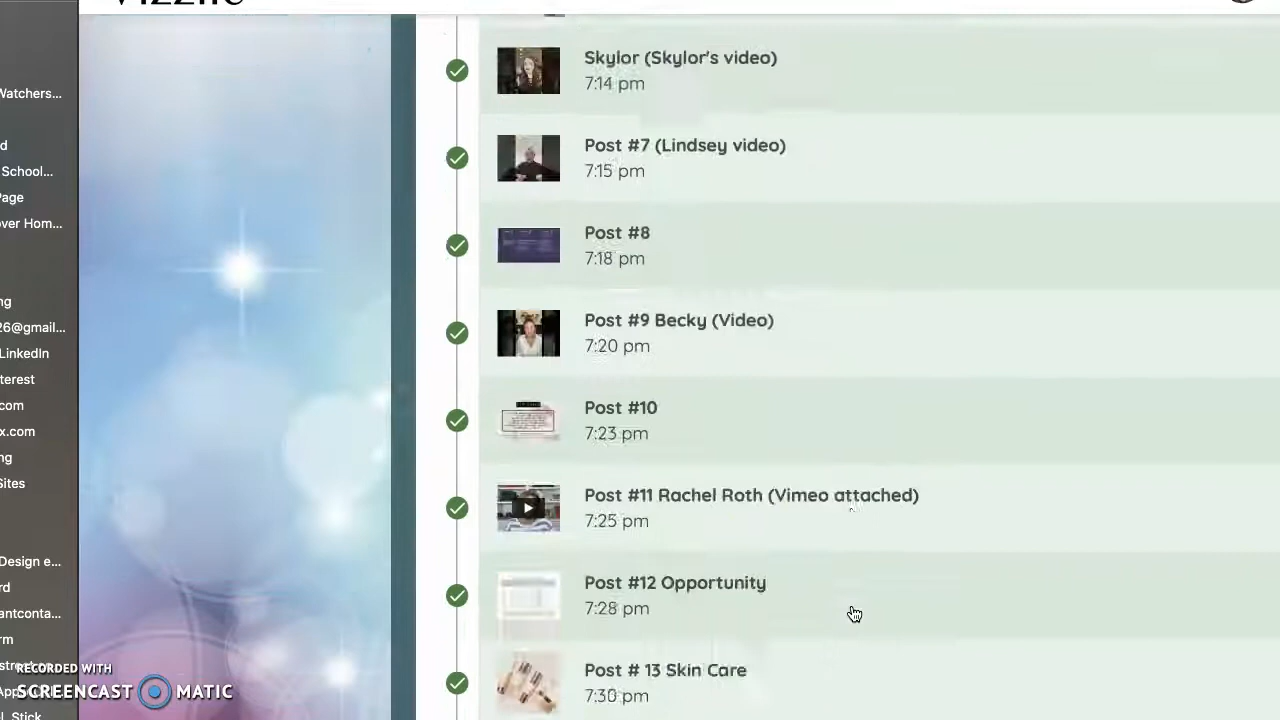 Skylor (Skylor's video)
7:14 pm
Post #7 (Lindsey video)
7:15 pm
Post #8
7:18 pm
Post #9 Becky (Video)
7:20 pm
Post #10
7:23 pm
Post #11 Rachel Roth (Vimeo attached)
7:25 pm
Post #12 Opportunity
7:28 pm
Post # 13 Skin Care
7:30 pm
Watchers...
d
School...
Page
over Hom...
ng
26@gmail...
LinkedIn
terest
com
x.com
ng
Sites
Design e...
rd
antconta...
rm
RECORDED WITH
SCREENCAST MATIC
Stick